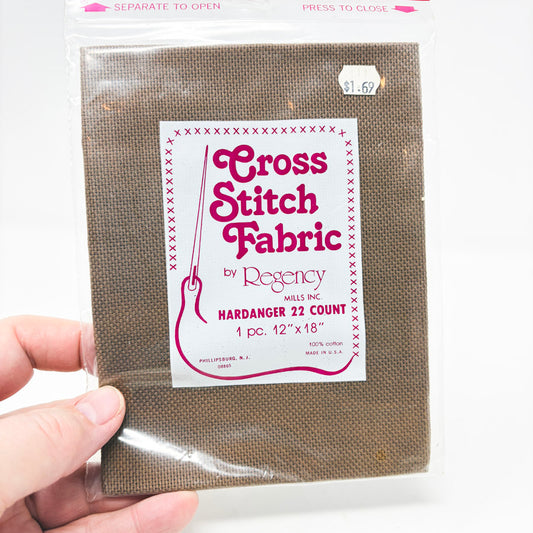 SEPARATE TO OPEN
PRESS TO CLOSE
$1.69
Cross
Stitch
Fabric
by Regency
MILLS INC.
HARDANGER 22 COUNT
1 pc. 12" x 18"
100% cotton
PHILLIPSBURG, N.J.
MADE IN U.S.A.
08865